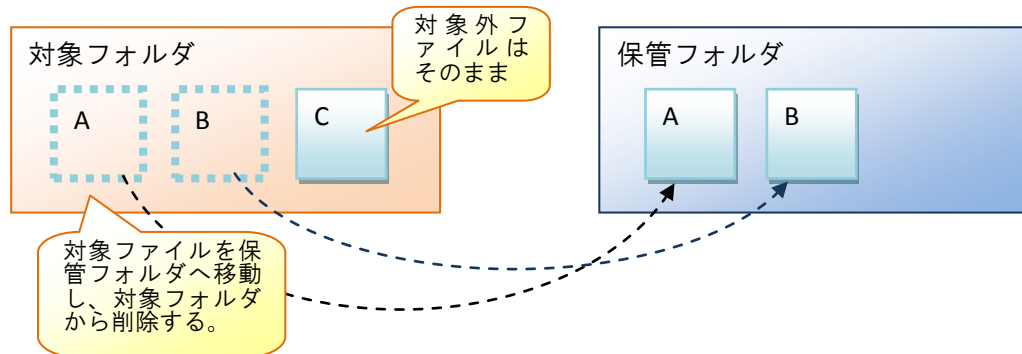 対象フォルダ
A
B
C
対象外フ
ァイルは
そのまま
対象ファイルを保
管フォルダへ移動
し、対象フォルダ
から削除する。
保管フォルダ
A
B